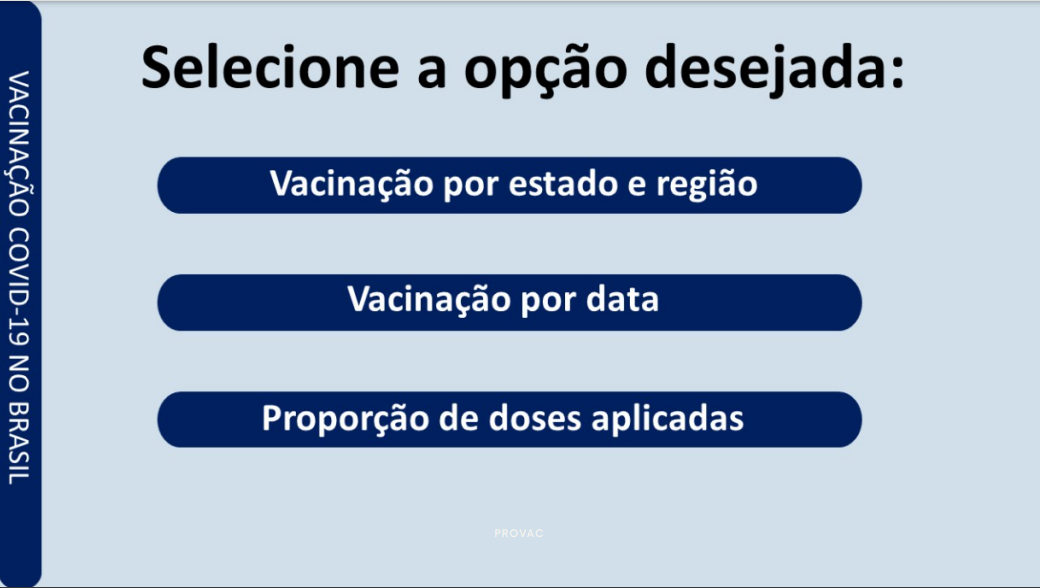 Selecione a opção desejada:
VACINAÇÃO COVID-19 NO BRASIL
Vacinação por estado e região
Vacinação por data
Proporção de doses aplicadas
PROVAC